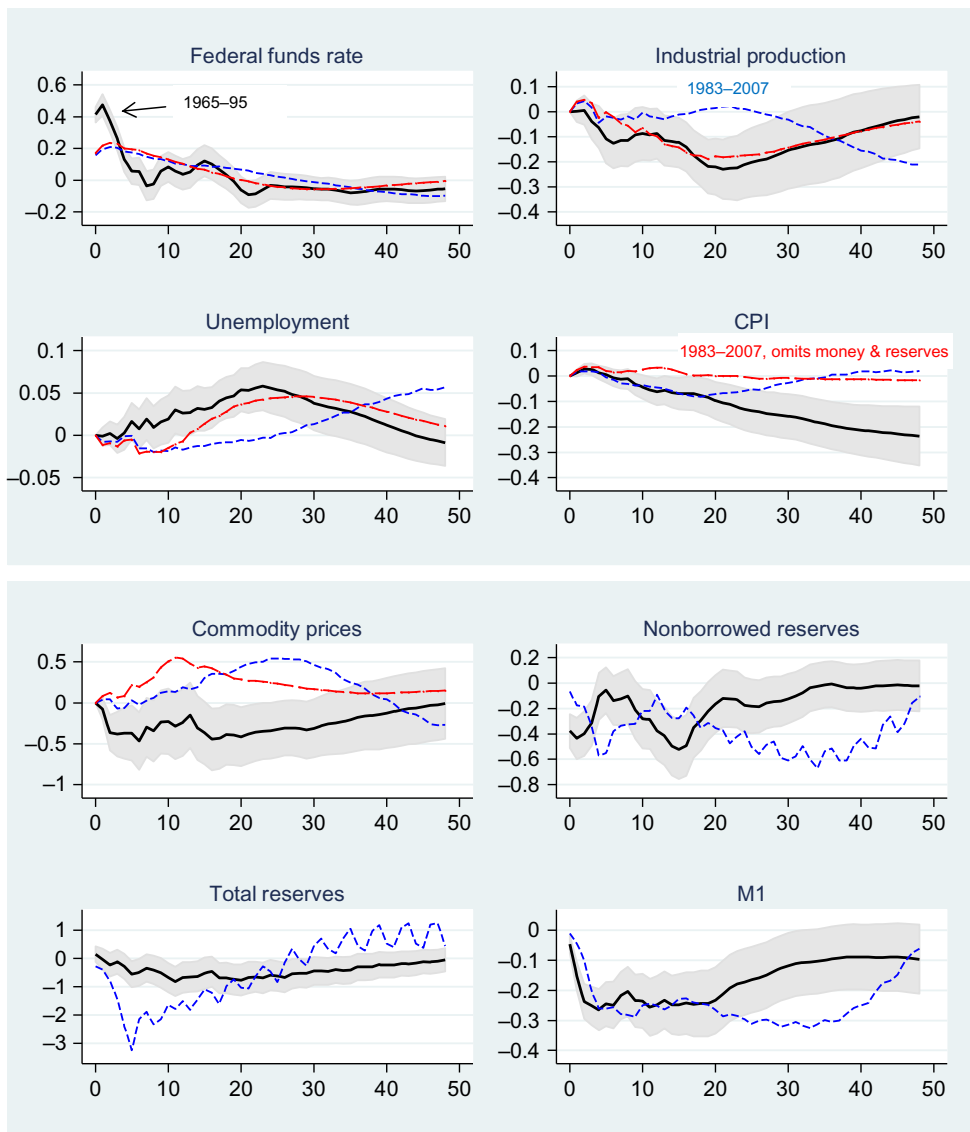 Federal funds rate
0.6
0.4
0.2
0
–0.2
1965–95
0 10 20 30 40 50
Industrial production
0.1
0
–0.1
–0.2
–0.3
–0.4
1983–2007
0 10 20 30 40 50
Unemployment
0.1
0.05
0
–0.05
0 10 20 30 40 50
CPI
0.1
0
–0.1
–0.2
–0.3
–0.4
1983–2007, omits money & reserves
0 10 20 30 40 50
Commodity prices
0.5
0
–0.5
–1
0 10 20 30 40 50
Nonborrowed reserves
0.2
0
–0.2
–0.4
–0.6
–0.8
0 10 20 30 40 50
Total reserves
1
0
–1
–2
–3
0 10 20 30 40 50
M1
0
–0.1
–0.2
–0.3
–0.4
0 10 20 30 40 50